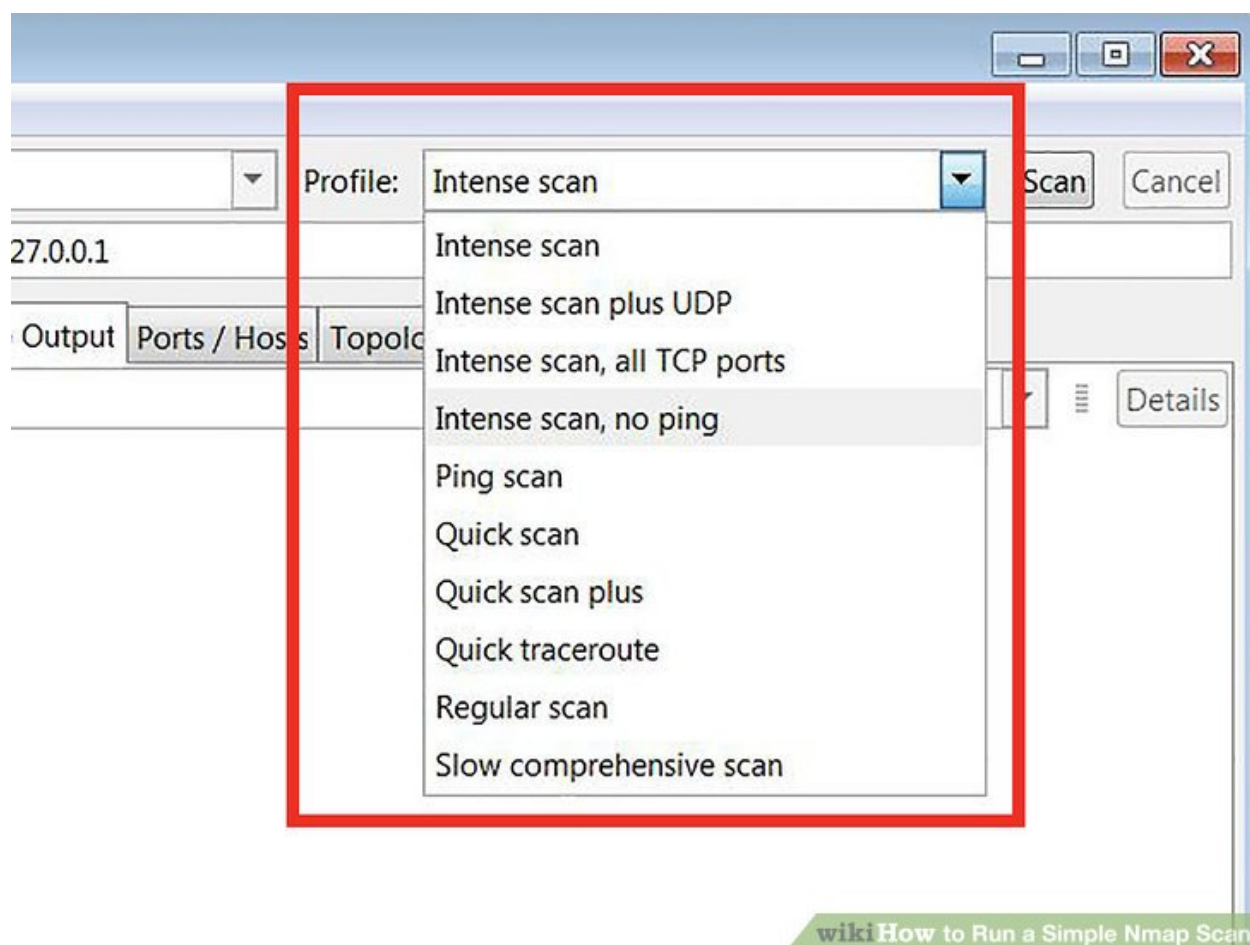 Profile: Intense scan Scan Cancel
27.0.0.1
Intense scan
Intense scan plus UDP
Output Ports / Hosts Topolo
Intense scan, all TCP ports
Intense scan, no ping
Details
Ping scan
Quick scan
Quick scan plus
Quick traceroute
Regular scan
Slow comprehensive scan
wikiHow to Run a Simple Nmap Scan